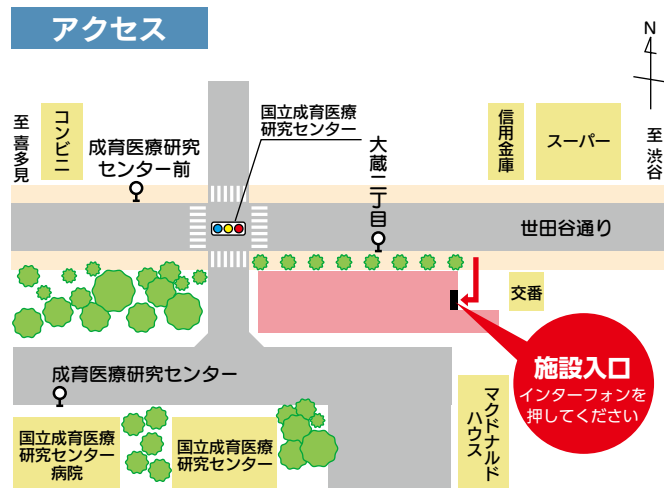 アクセス
N
至 喜多見
コンビニ
成育医療研究
センター前
国立成育医療
研究センター
大蔵二丁目
信用金庫
スーパー
至 渋谷
世田谷通り
交番
施設入口
インターフォンを
押してください
成育医療研究センター
国立成育医療
研究センター
病院
国立成育医療
研究センター
マクドナルド
ハウス